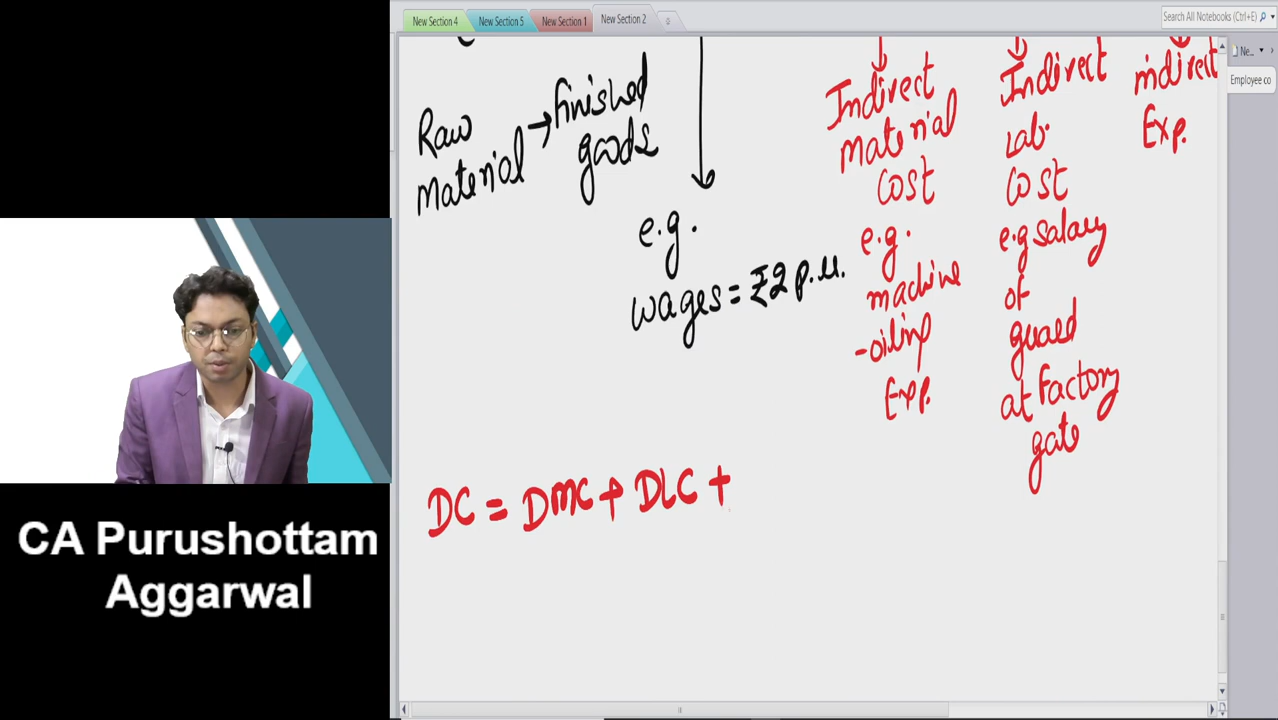 New Section 4
New Section 5
New Section 1
New Section 2
Search All Notebooks (Ctrl+E)
Ne...
Employee co
Raw
Material → finished
goods
e.g.
wages = ₹2 p.u.
Indirect
Material
Cost
e.g.
machine
-oiling
Exp.
Indirect
Lab.
Cost
e.g salary
of
guard
at Factory
gate
indirect
Exp.
DC = DMC + DLC +
CA Purushottam
Aggarwal